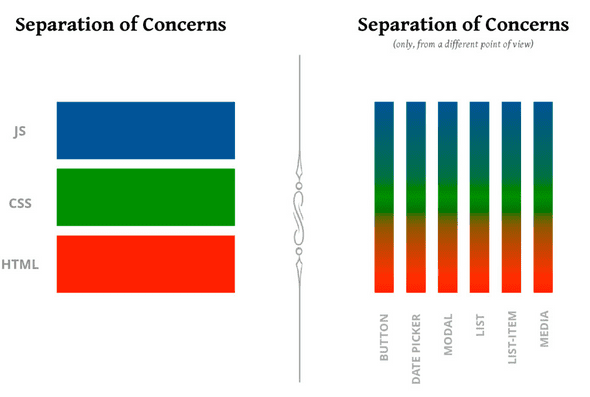 Separation of Concerns
JS
CSS
HTML
Separation of Concerns
(only, from a different point of view)
BUTTON
DATE PICKER
MODAL
LIST
LIST-ITEM
MEDIA